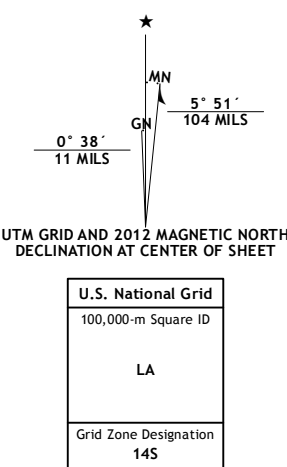 ★
MN
GN
5° 51´
104 MILS
0° 38´
11 MILS
UTM GRID AND 2012 MAGNETIC NORTH
DECLINATION AT CENTER OF SHEET
U.S. National Grid
100,000-m Square ID
LA
Grid Zone Designation
14S